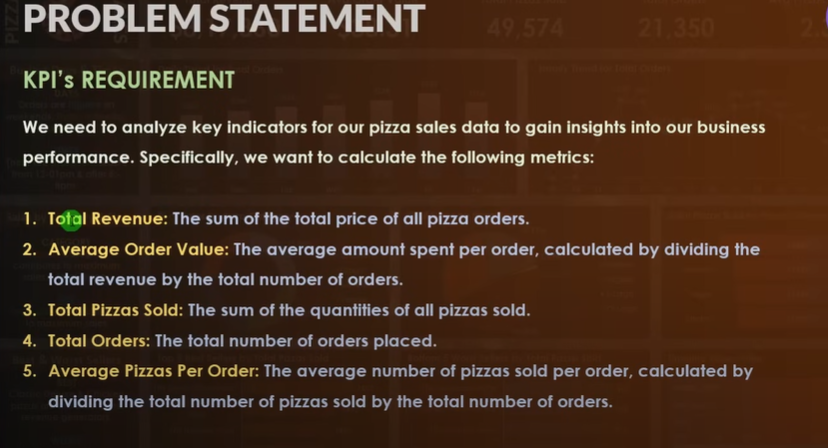 PROBLEM STATEMENT
49,574
21,350
KPI's REQUIREMENT
We need to analyze key indicators for our pizza sales data to gain insights into our business
performance. Specifically, we want to calculate the following metrics:
1. Total Revenue: The sum of the total price of all pizza orders.
2. Average Order Value: The average amount spent per order, calculated by dividing the
total revenue by the total number of orders.
3. Total Pizzas Sold: The sum of the quantities of all pizzas sold.
4. Total Orders: The total number of orders placed.
5. Average Pizzas Per Order: The average number of pizzas sold per order, calculated by
dividing the total number of pizzas sold by the total number of orders.